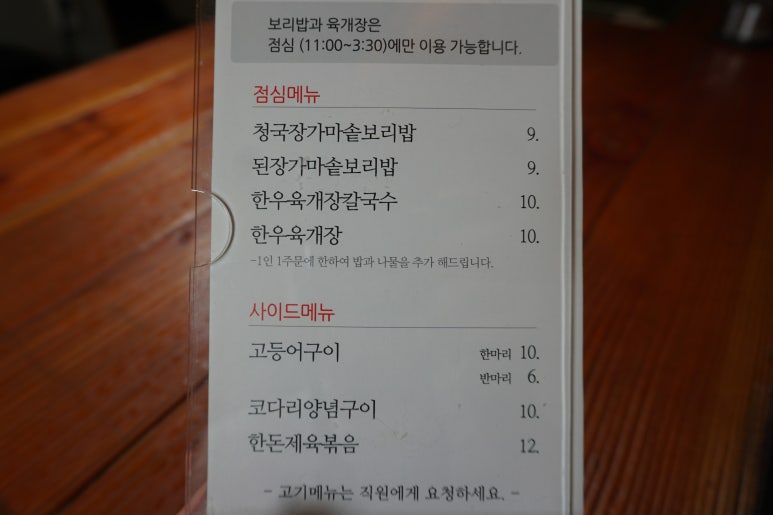 보리밥과 육개장은
점심 (11:00~3:30)에만 이용 가능합니다.
점심메뉴
청국장가마솥보리밥 9.
된장가마솥보리밥 9.
한우육개장칼국수 10.
한우육개장 10.
-1인 1주문에 한하여 밥과 나물을 추가 해드립니다.
사이드메뉴
고등어구이 한마리 10.
반마리 6.
코다리양념구이 10.
한돈제육볶음 12.
- 고기메뉴는 직원에게 요청하세요. -